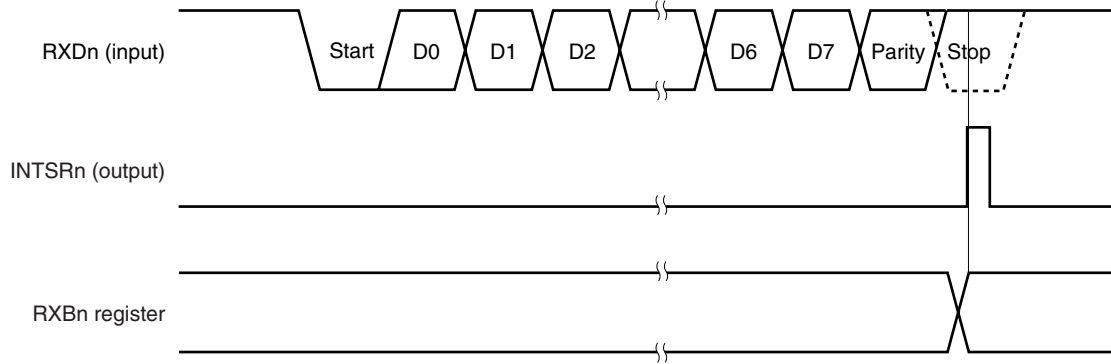 RXDn (input)
Start D0 D1 D2 D6 D7 Parity Stop
INTSRn (output)
RXBn register